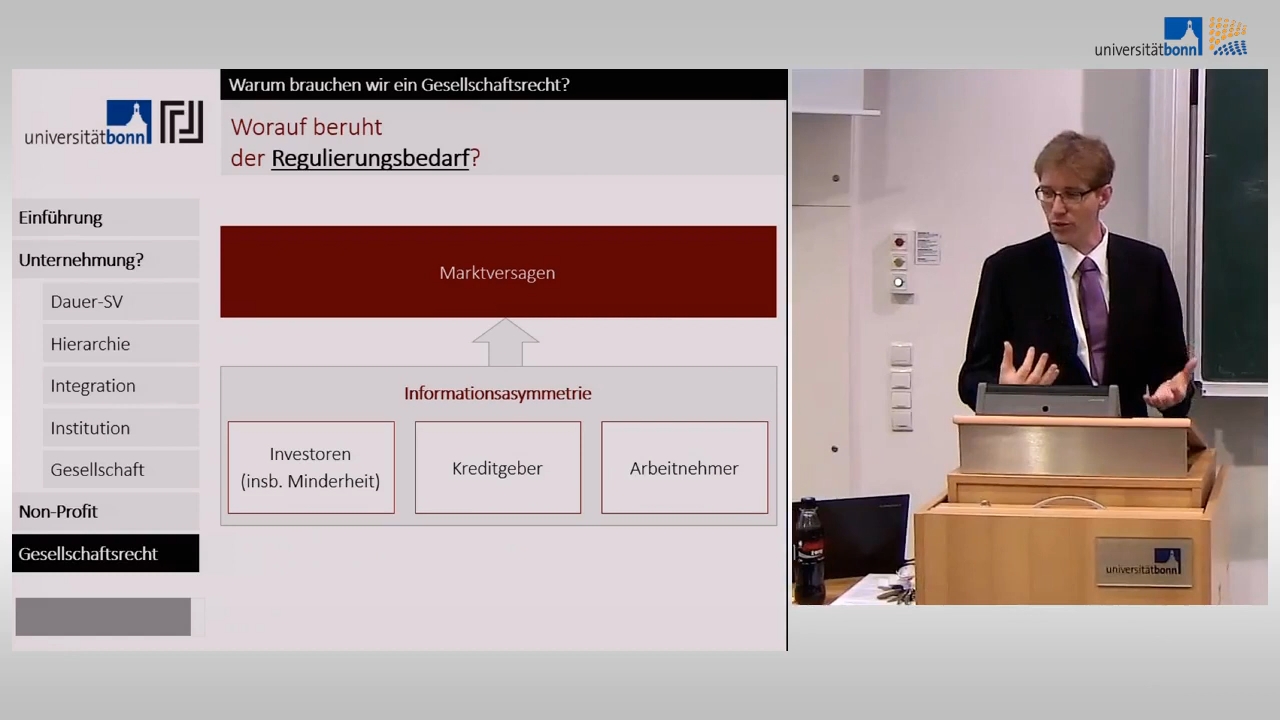 universitätbonn
Warum brauchen wir ein Gesellschaftsrecht?
universitätbonn
Worauf beruht
der Regulierungsbedarf?
Einführung
Unternehmung?
Dauer-SV
Hierarchie
Integration
Institution
Gesellschaft
Non-Profit
Gesellschaftsrecht
Marktversagen
Informationsasymmetrie
Investoren
(insb. Minderheit)
Kreditgeber
Arbeitnehmer
universitätbonn